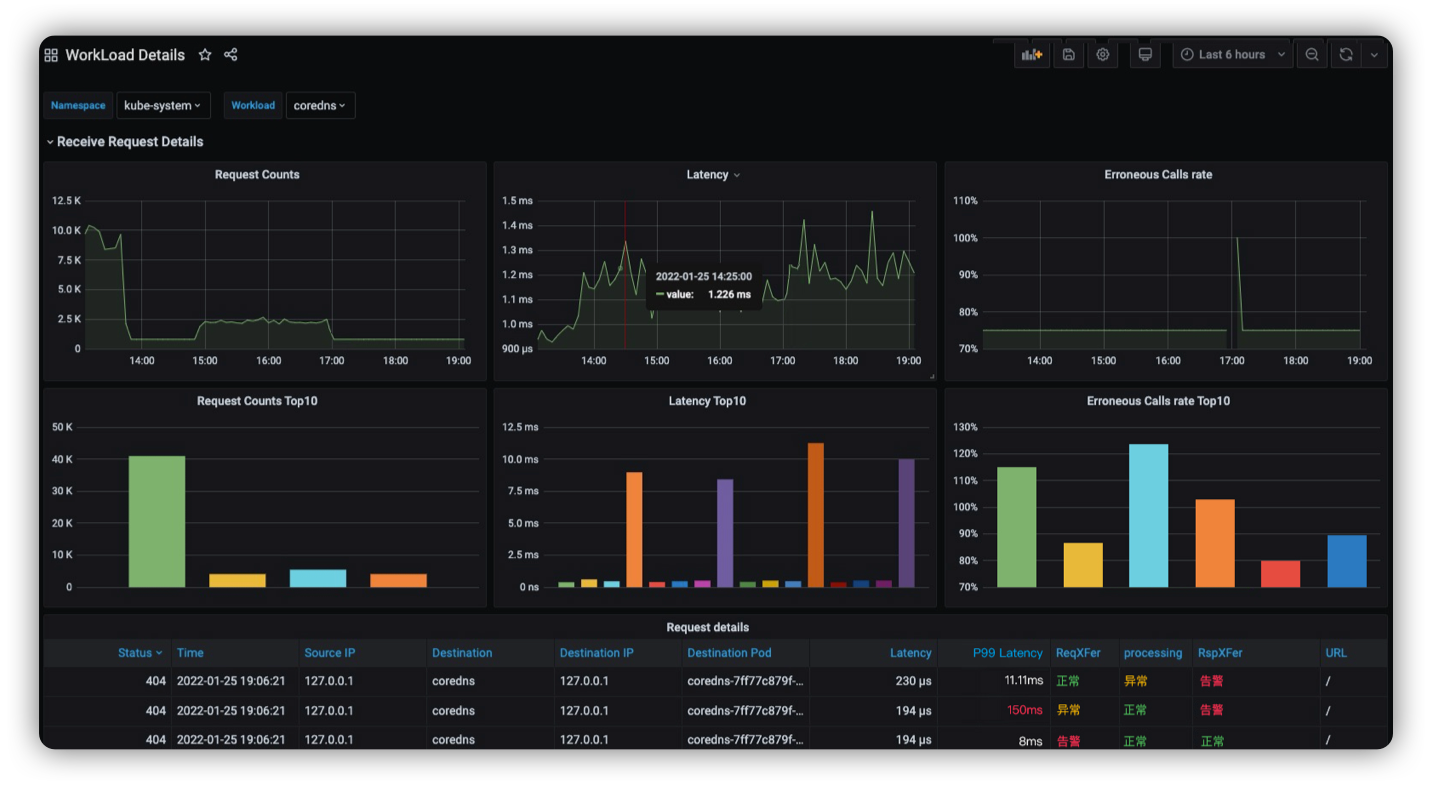 WorkLoad Details
Last 6 hours
Namespace kube-system Workload coredns
Receive Request Details
Request Counts
12.5 K
10.0 K
7.5 K
5.0 K
2.5 K
0
14:00 15:00 16:00 17:00 18:00 19:00
Latency
1.5 ms
1.4 ms
1.3 ms
1.2 ms
1.1 ms
1.0 ms
900 µs
2022-01-25 14:25:00
value: 1.226 ms
14:00 15:00 16:00 17:00 18:00 19:00
Erroneous Calls rate
110%
100%
90%
80%
70%
14:00 15:00 16:00 17:00 18:00 19:00
Request Counts Top10
50 K
40 K
30 K
20 K
10 K
0
Latency Top10
12.5 ms
10.0 ms
7.5 ms
5.0 ms
2.5 ms
0 ns
Erroneous Calls rate Top10
130%
120%
110%
100%
90%
80%
70%
Request details
Status Time Source IP Destination Destination IP Destination Pod Latency P99 Latency ReqXFer processing RspXFer URL
404 2022-01-25 19:06:21 127.0.0.1 coredns 127.0.0.1 coredns-7ff77c879f-... 230 µs 11.11ms 正常 异常 告警 /
404 2022-01-25 19:06:21 127.0.0.1 coredns 127.0.0.1 coredns-7ff77c879f-... 194 µs 150ms 异常 正常 告警 /
404 2022-01-25 19:06:21 127.0.0.1 coredns 127.0.0.1 coredns-7ff77c879f-... 194 µs 8ms 告警 正常 正常 /